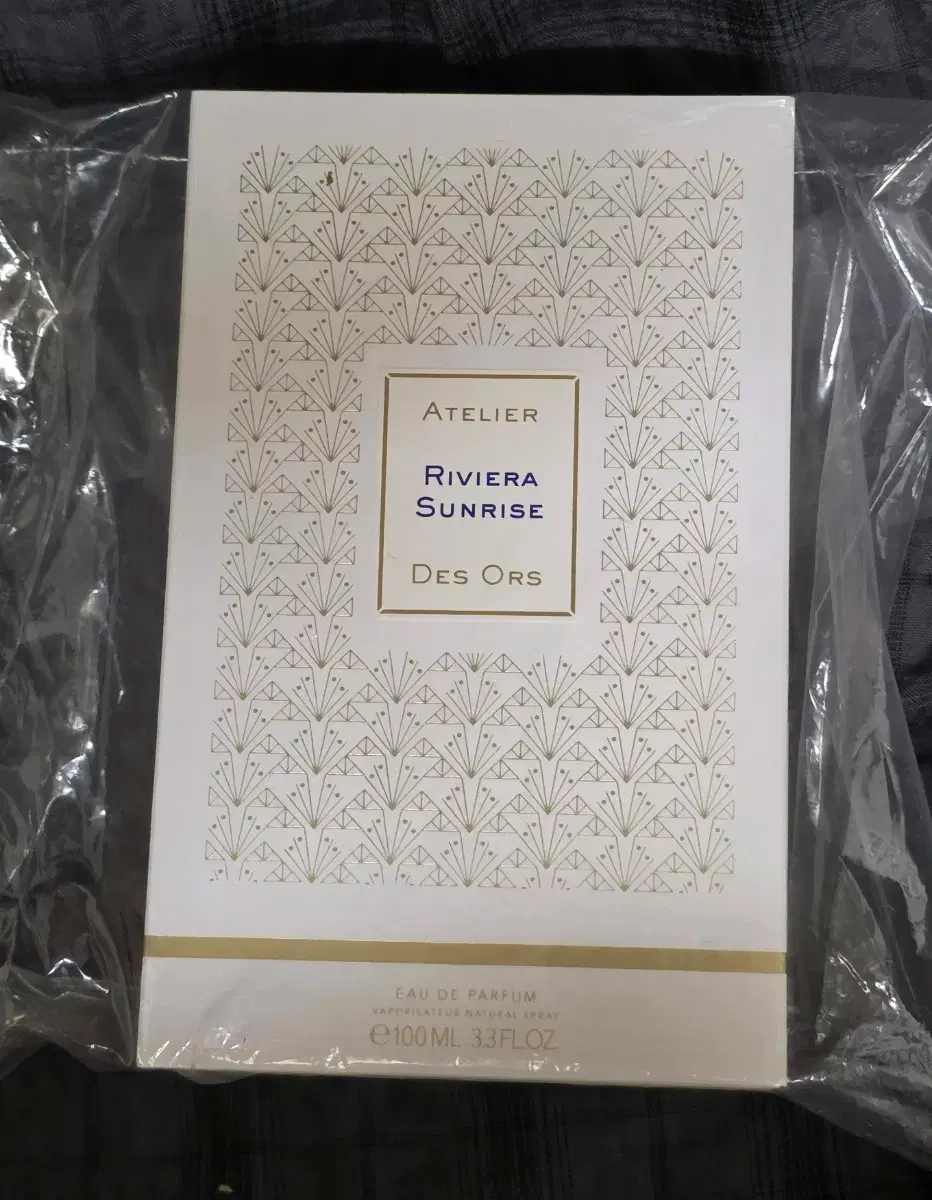 ATELIER
RIVIERA
SUNRISE
DES ORS
EAU DE PARFUM
VAPORISATEUR NATURAL SPRAY
℮100 ML 3.3 FL.OZ.